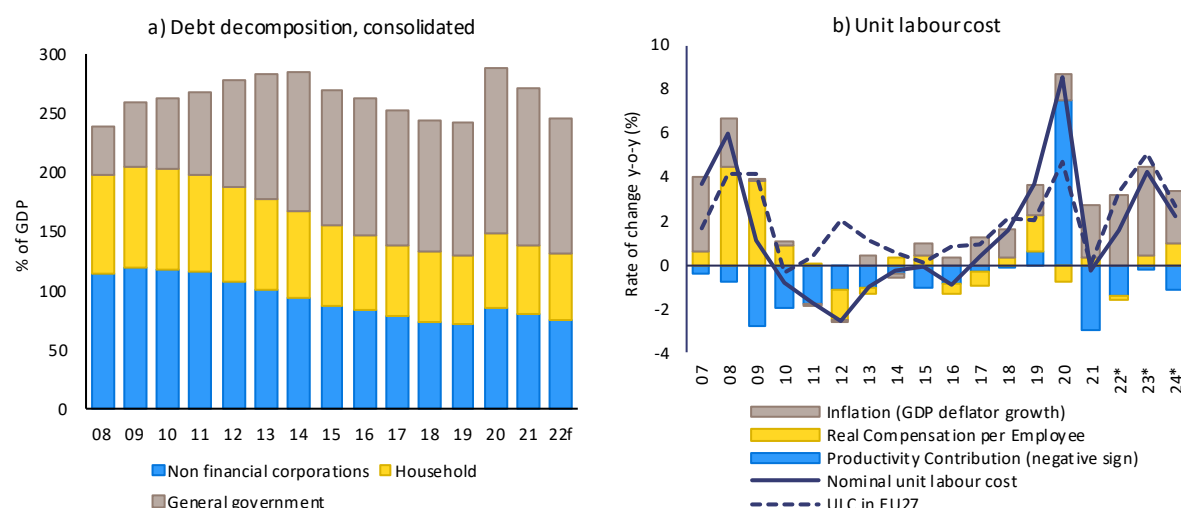 a) Debt decomposition, consolidated
% of GDP
300
250
200
150
100
50
0
08 09 10 11 12 13 14 15 16 17 18 19 20 21 22f
Non financial corporations Household
General government
b) Unit labour cost
Rate of change y-o-y (%)
10
8
6
4
2
0
-2
-4
07 08 09 10 11 12 13 14 15 16 17 18 19 20 21 22* 23* 24*
Inflation (GDP deflator growth)
Real Compensation per Employee
Productivity Contribution (negative sign)
Nominal unit labour cost
ULC in EU27